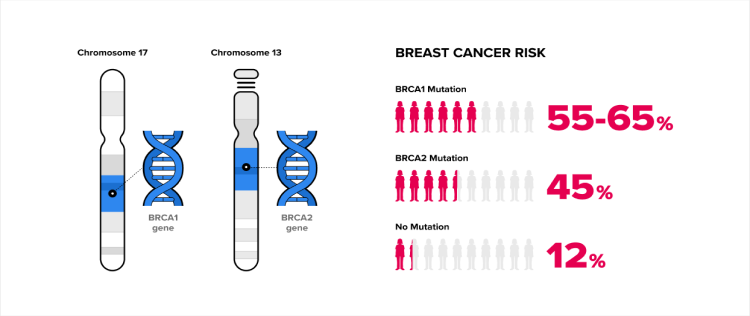 Chromosome 17
Chromosome 13
BRCA1
gene
BRCA2
gene
BREAST CANCER RISK
BRCA1 Mutation
55-65%
BRCA2 Mutation
45%
No Mutation
12%